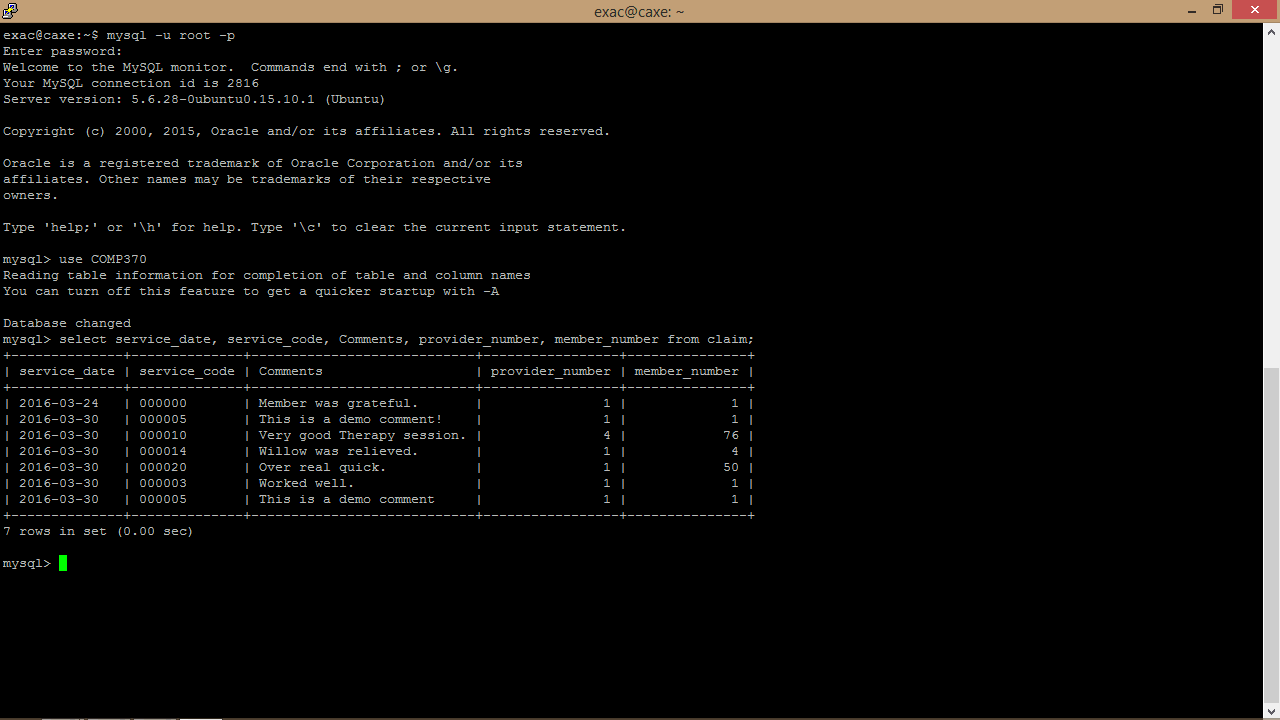 exac@caxe: ~
exac@caxe:~$ mysql -u root -p
Enter password:
Welcome to the MySQL monitor.  Commands end with ; or \g.
Your MySQL connection id is 2816
Server version: 5.6.28-0ubuntu0.15.10.1 (Ubuntu)
Copyright (c) 2000, 2015, Oracle and/or its affiliates. All rights reserved.
Oracle is a registered trademark of Oracle Corporation and/or its
affiliates. Other names may be trademarks of their respective
owners.
Type 'help;' or '\h' for help. Type '\c' to clear the current input statement.
mysql> use COMP370
Reading table information for completion of table and column names
You can turn off this feature to get a quicker startup with -A
Database changed
mysql> select service_date, service_code, Comments, provider_number, member_number from claim;
+--------------+--------------+----------------------------+-----------------+---------------+
| service_date | service_code | Comments                   | provider_number | member_number |
+--------------+--------------+----------------------------+-----------------+---------------+
| 2016-03-24   | 000000       | Member was grateful.       |               1 |             1 |
| 2016-03-30   | 000005       | This is a demo comment!    |               1 |             1 |
| 2016-03-30   | 000010       | Very good Therapy session. |               4 |            76 |
| 2016-03-30   | 000014       | Willow was relieved.       |               1 |             4 |
| 2016-03-30   | 000020       | Over real quick.           |               1 |            50 |
| 2016-03-30   | 000003       | Worked well.               |               1 |             1 |
| 2016-03-30   | 000005       | This is a demo comment     |               1 |             1 |
+--------------+--------------+----------------------------+-----------------+---------------+
7 rows in set (0.00 sec)
mysql>